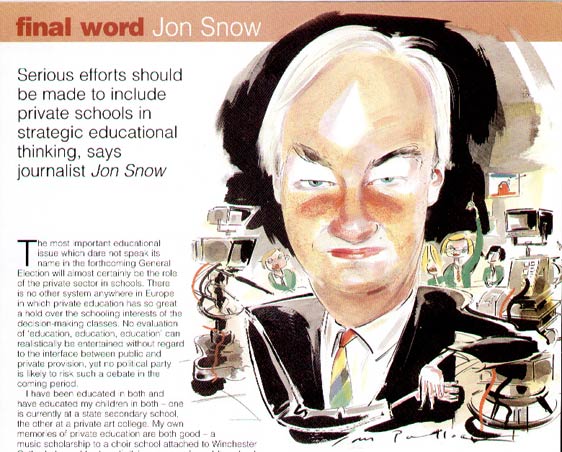 final word Jon Snow
Serious efforts should
be made to include
private schools in
strategic educational
thinking, says
journalist Jon Snow
The most important educational
issue which dare not speak its
name in the forthcoming General
Election will almost certainly be the role
of the private sector in schools. There
is no other system anywhere in Europe
in which private education has so great
a hold over the schooling interests of the
decision-making classes. No evaluation
of 'education, education, education' can
realistically be entertained without regard
to the interface between public and
private provision, yet no political party
is likely to risk such a debate in the
coming period.
I have been educated in both and
have educated my children in both – one
is currently at a state secondary school,
the other at a private art college. My own
memories of private education are both good – a
music scholarship to a choir school attached to Winchester